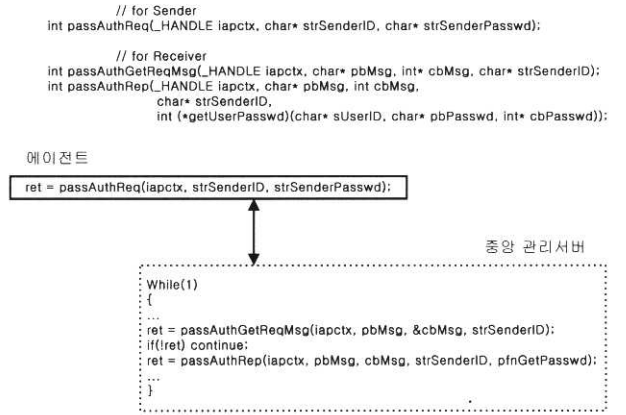 // for Sender
int passAuthReq(_HANDLE iapctx, char* strSenderID, char* strSenderPasswd);
// for Receiver
int passAuthGetReqMsg(_HANDLE iapctx, char* pbMsg, int* cbMsg, char* strSenderID);
int passAuthRep(_HANDLE iapctx, char* pbMsg, int cbMsg,
char* strSenderID,
int (*getUserPasswd)(char* sUserID, char* pbPasswd, int* cbPasswd));
에이전트
ret = passAuthReq(iapctx, strSenderID, strSenderPasswd);
중앙 관리서버
While(1)
{
...
ret = passAuthGetReqMsg(iapctx, pbMsg, &cbMsg, strSenderID);
if(!ret) continue;
ret = passAuthRep(iapctx, pbMsg, cbMsg, strSenderID, pfnGetPasswd);
...
}